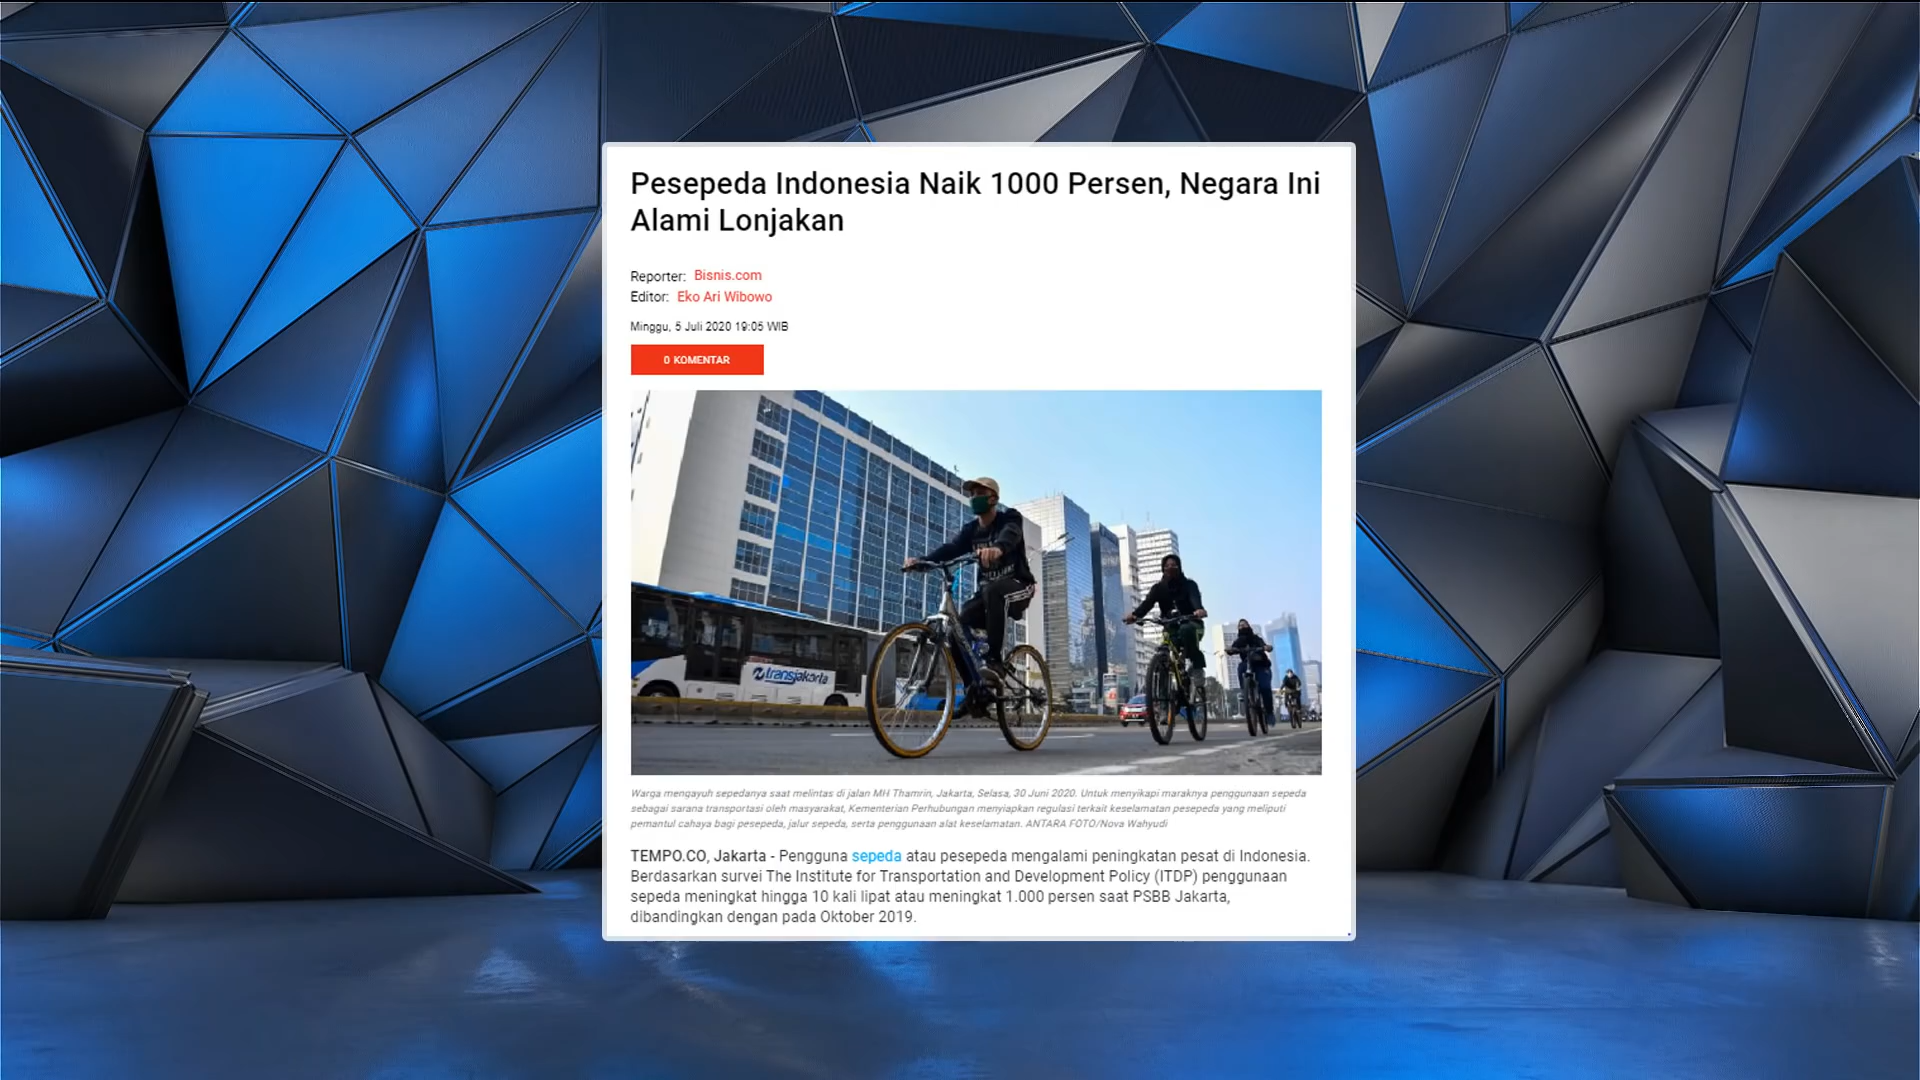 Pesepeda Indonesia Naik 1000 Persen, Negara Ini
Alami Lonjakan
Reporter: Bisnis.com
Editor: Eko Ari Wibowo
Minggu, 5 Juli 2020 19:05 WIB
0 KOMENTAR
transjakarta
Warga mengayuh sepedanya saat melintas di jalan MH Thamrin, Jakarta, Selasa, 30 Juni 2020. Untuk menyikapi maraknya penggunaan sepeda
sebagai sarana transportasi oleh masyarakat, Kementerian Perhubungan menyiapkan regulasi terkait keselamatan pesepeda yang meliputi
pemantul cahaya bagi pesepeda, jalur sepeda, serta penggunaan alat keselamatan. ANTARA FOTO/Nova Wahyudi
TEMPO.CO, Jakarta - Pengguna sepeda atau pesepeda mengalami peningkatan pesat di Indonesia.
Berdasarkan survei The Institute for Transportation and Development Policy (ITDP) penggunaan
sepeda meningkat hingga 10 kali lipat atau meningkat 1.000 persen saat PSBB Jakarta,
dibandingkan dengan pada Oktober 2019.